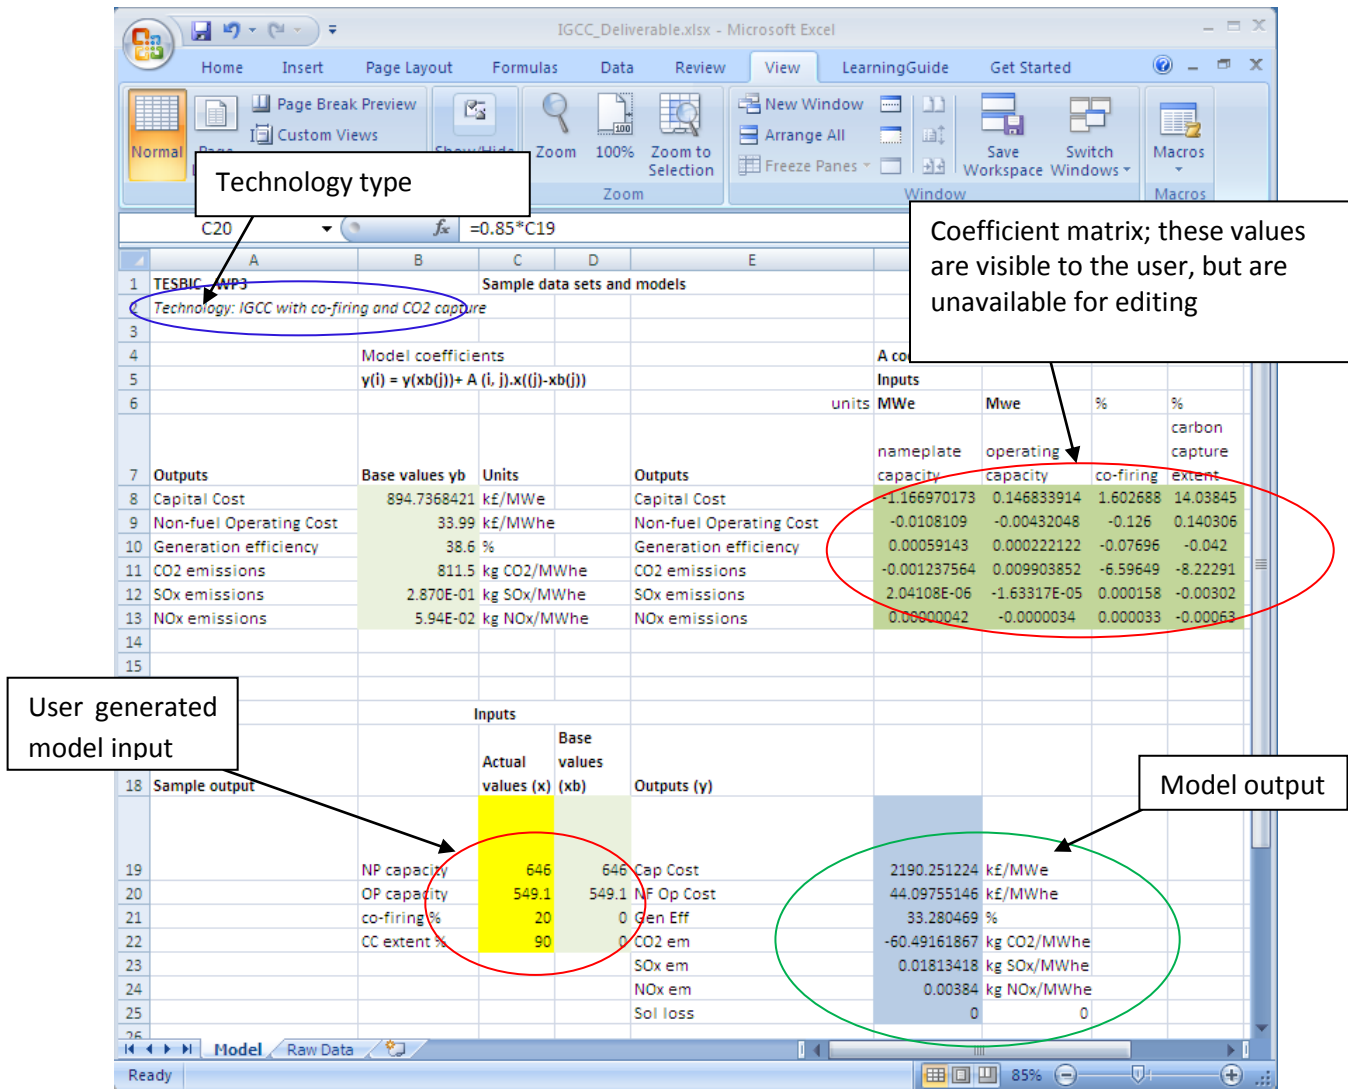 IGCC_Deliverable.xlsx - Microsoft Excel
Home Insert Page Layout Formulas Data Review View LearningGuide Get Started
Normal Page Page Break Preview Custom Views Show/Hide Zoom 100% Zoom to Selection New Window Arrange All Freeze Panes Save Workspace Switch Windows Macros
Zoom Window Macros
Technology type
Coefficient matrix; these values
are visible to the user, but are
unavailable for editing
C20 fx =0.85*C19
A B C D E
1 TESBIC WP3 Sample data sets and models
2 Technology: IGCC with co-firing and CO2 capture
3
4 Model coefficients A co
5 y(i) = y(xb(j))+ A (i, j).x((j)-xb(j)) Inputs
6 units MWe Mwe % %
7 Outputs Base values yb Units Outputs nameplate capacity operating capacity co-firing carbon capture extent
8 Capital Cost 894.7368421 k£/MWe Capital Cost -1.166970173 0.146833914 1.602688 14.03845
9 Non-fuel Operating Cost 33.99 k£/MWhe Non-fuel Operating Cost -0.0108109 -0.00432048 -0.126 0.140306
10 Generation efficiency 38.6 % Generation efficiency 0.00059143 0.000222122 -0.07696 -0.042
11 CO2 emissions 811.5 kg CO2/MWhe CO2 emissions -0.001237564 0.009903852 -6.59649 -8.22291
12 SOx emissions 2.870E-01 kg SOx/MWhe SOx emissions 2.04108E-06 -1.63317E-05 0.000158 -0.00302
13 NOx emissions 5.94E-02 kg NOx/MWhe NOx emissions 0.00000042 -0.0000034 0.000033 -0.00063
14
15
User generated
model input
Inputs
18 Sample output Actual values (x) Base values (xb) Outputs (y)
Model output
19 NP capacity 646 646 Cap Cost 2190.251224 k£/MWe
20 OP capacity 549.1 549.1 NF Op Cost 44.09755146 k£/MWhe
21 co-firing % 20 0 Gen Eff 33.280469 %
22 CC extent % 90 0 CO2 em -60.49161867 kg CO2/MWhe
23 SOx em 0.01813418 kg SOx/MWhe
24 NOx em 0.00384 kg NOx/MWhe
25 Sol loss 0 0
26
Model Raw Data
Ready 85%